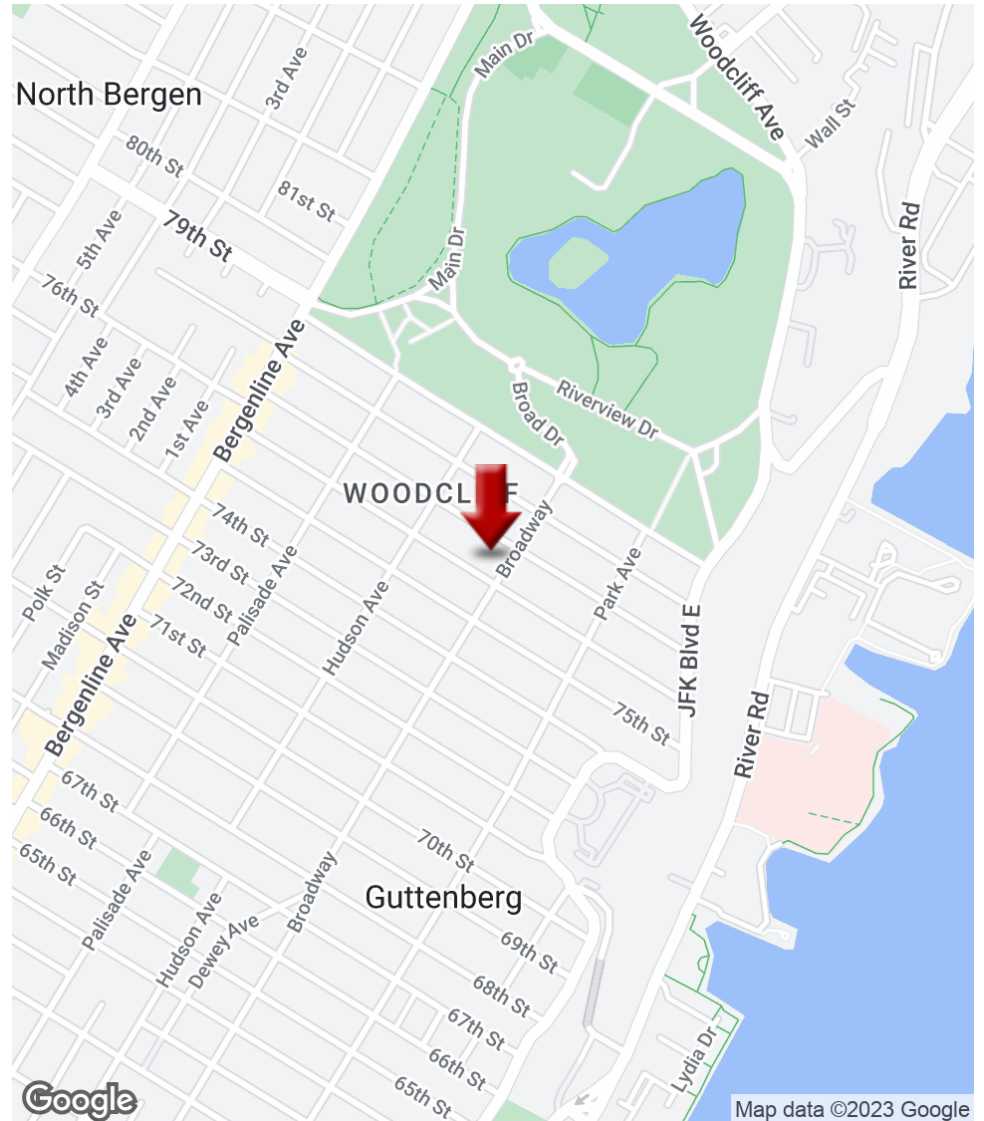 Woodcliff Ave
Main Dr
3rd Ave
North Bergen
Wall St
80th St
81st St
River Rd
79th St
5th Ave
Main Dr
76th St
Bergenline Ave
4th Ave
3rd Ave
2nd Ave
1st Ave
Riverview Dr
Broad Dr
WOODCL F
74th St
Broadway
73rd St
Palisade Ave
Park Ave
Polk St
72nd St
Hudson Ave
Madison St
71st St
JFK Blvd E
Bergenline Ave
75th St
River Rd
67th St
66th St
65th St
70th St
Palisade Ave
Broadway
Guttenberg
Hudson Ave
Dewey Ave
69th St
68th St
67th St
66th St
65th St
Lydia Dr
Google
Map data ©2023 Google